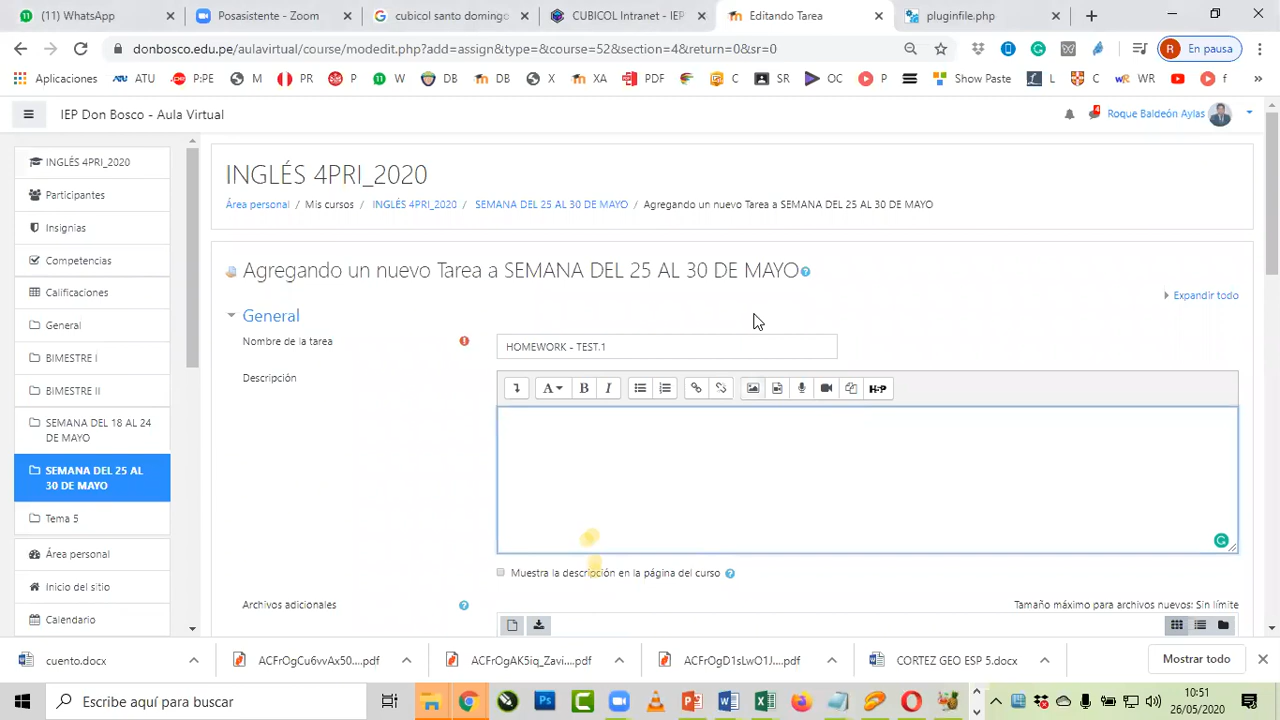 (11) WhatsApp
Posasistente - Zoom
cubicol santo domingo
CUBICOL Intranet - IEP
Editando Tarea
pluginfile.php
donbosco.edu.pe/aulavirtual/course/modedit.php?add=assign&type=&course=52&section=4&return=0&sr=0
R
En pausa
Aplicaciones
ATU
P:PE
M
PR
P
W
DB
DB
X
XA
PDF
E
C
SR
OC
P
E
Show Paste
L
C
WR
f
IEP Don Bosco - Aula Virtual
4
Roque Baldeón Aylas
INGLÉS 4PRI_2020
Participantes
Insignias
Competencias
Calificaciones
General
BIMESTRE I
BIMESTRE II
SEMANA DEL 18 AL 24
DE MAYO
SEMANA DEL 25 AL
30 DE MAYO
Tema 5
Área personal
Inicio del sitio
Calendario
INGLÉS 4PRI_2020
Área personal / Mis cursos / INGLÉS 4PRI_2020 / SEMANA DEL 25 AL 30 DE MAYO / Agregando un nuevo Tarea a SEMANA DEL 25 AL 30 DE MAYO
Agregando un nuevo Tarea a SEMANA DEL 25 AL 30 DE MAYO
Expandir todo
General
Nombre de la tarea
HOMEWORK - TEST.1
Descripción
A
B
I
H5P
Muestra la descripción en la página del curso
Archivos adicionales
Tamaño máximo para archivos nuevos: Sin límite
cuento.docx
ACFrOgCu6vvAx50....pdf
ACFrOgAK5iq_Zavi....pdf
ACFrOgD1sLwO1J....pdf
CORTEZ GEO ESP 5.docx
Mostrar todo
Escribe aquí para buscar
10:51
26/05/2020